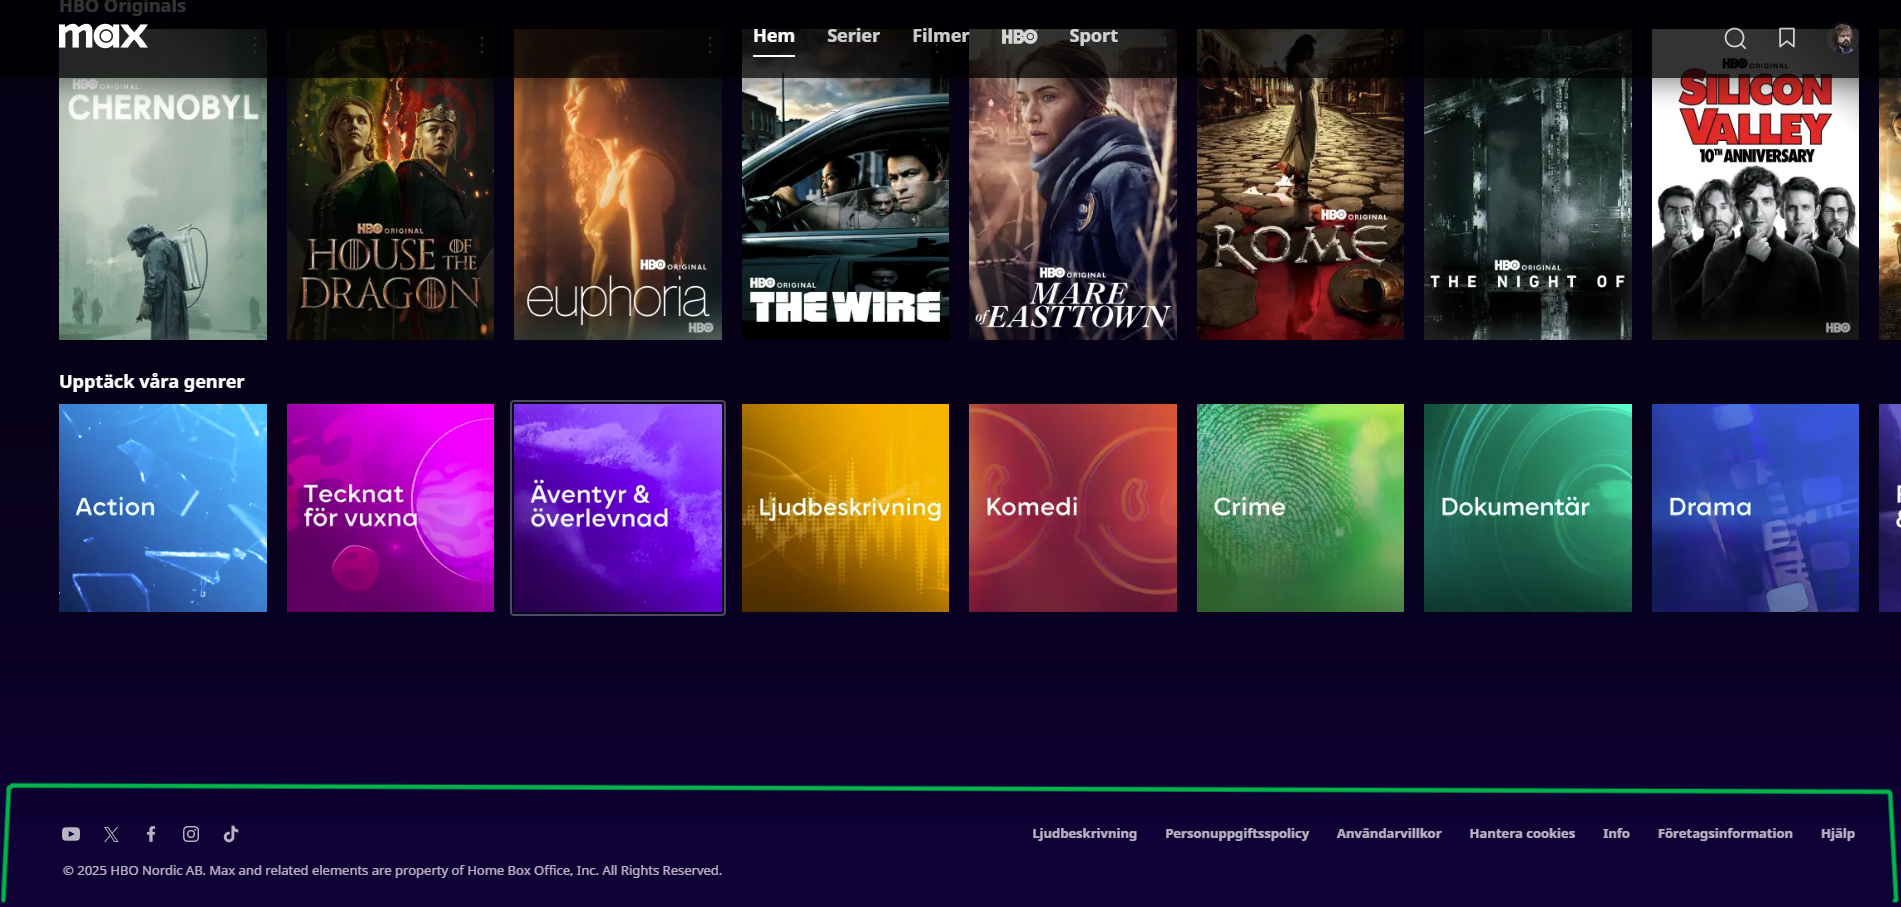 HBO Originals
max
Hem Serier Filmer HBO Sport
HBO ORIGINAL
CHERNOBYL
HBO ORIGINAL
HOUSE OF THE DRAGON
HBO ORIGINAL
euphoria
HBO
HBO ORIGINAL
THE WIRE
HBO ORIGINAL
MARE
of EASTTOWN
HBO ORIGINAL
ROME
HBO ORIGINAL
THE NIGHT OF
HBO ORIGINAL
SILICON
VALLEY
10TH ANNIVERSARY
HBO
Upptäck våra genrer
Action
Tecknat
för vuxna
Äventyr &
överlevnad
Ljudbeskrivning
Komedi
Crime
Dokumentär
Drama
Ljudbeskrivning Personuppgiftsspolicy Användarvillkor Hantera cookies Info Företagsinformation Hjälp
© 2025 HBO Nordic AB. Max and related elements are property of Home Box Office, Inc. All Rights Reserved.